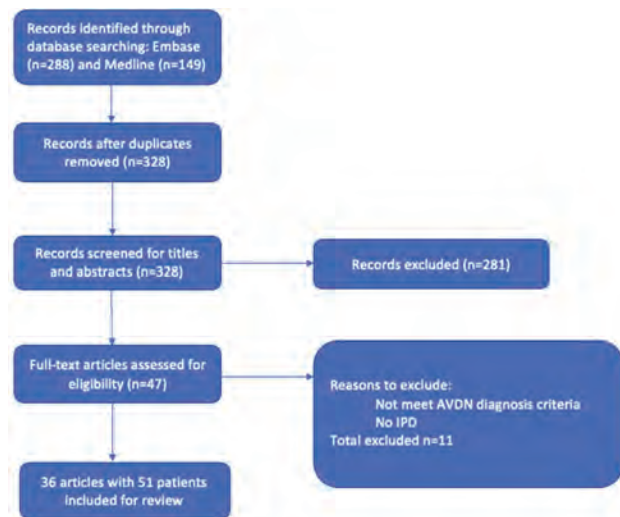 Records identified through
database searching: Embase
(n=288) and Medline (n=149)
Records after duplicates
removed (n=328)
Records screened for titles
and abstracts (n=328)
Records excluded (n=281)
Full-text articles assessed for
eligibility (n=47)
Reasons to exclude:
Not meet AVDN diagnosis criteria
No IPD
Total excluded n=11
36 articles with 51 patients
included for review